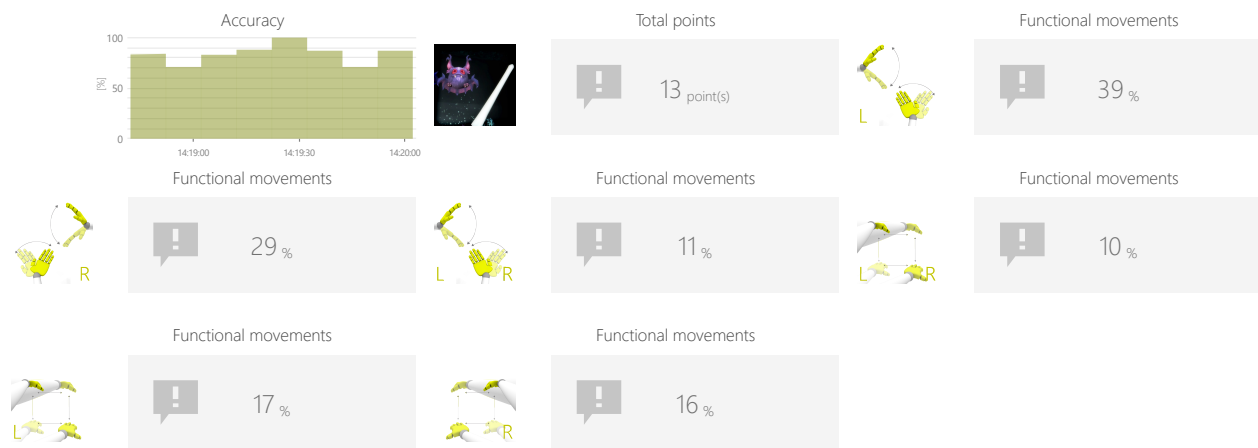 Accuracy
100
[%]
50
0
14:19:00
14:19:30
14:20:00
Total points
13 point(s)
Functional movements
L
39 %
Functional movements
R
29 %
Functional movements
L
R
11 %
Functional movements
L
R
10 %
Functional movements
L
17 %
Functional movements
R
16 %